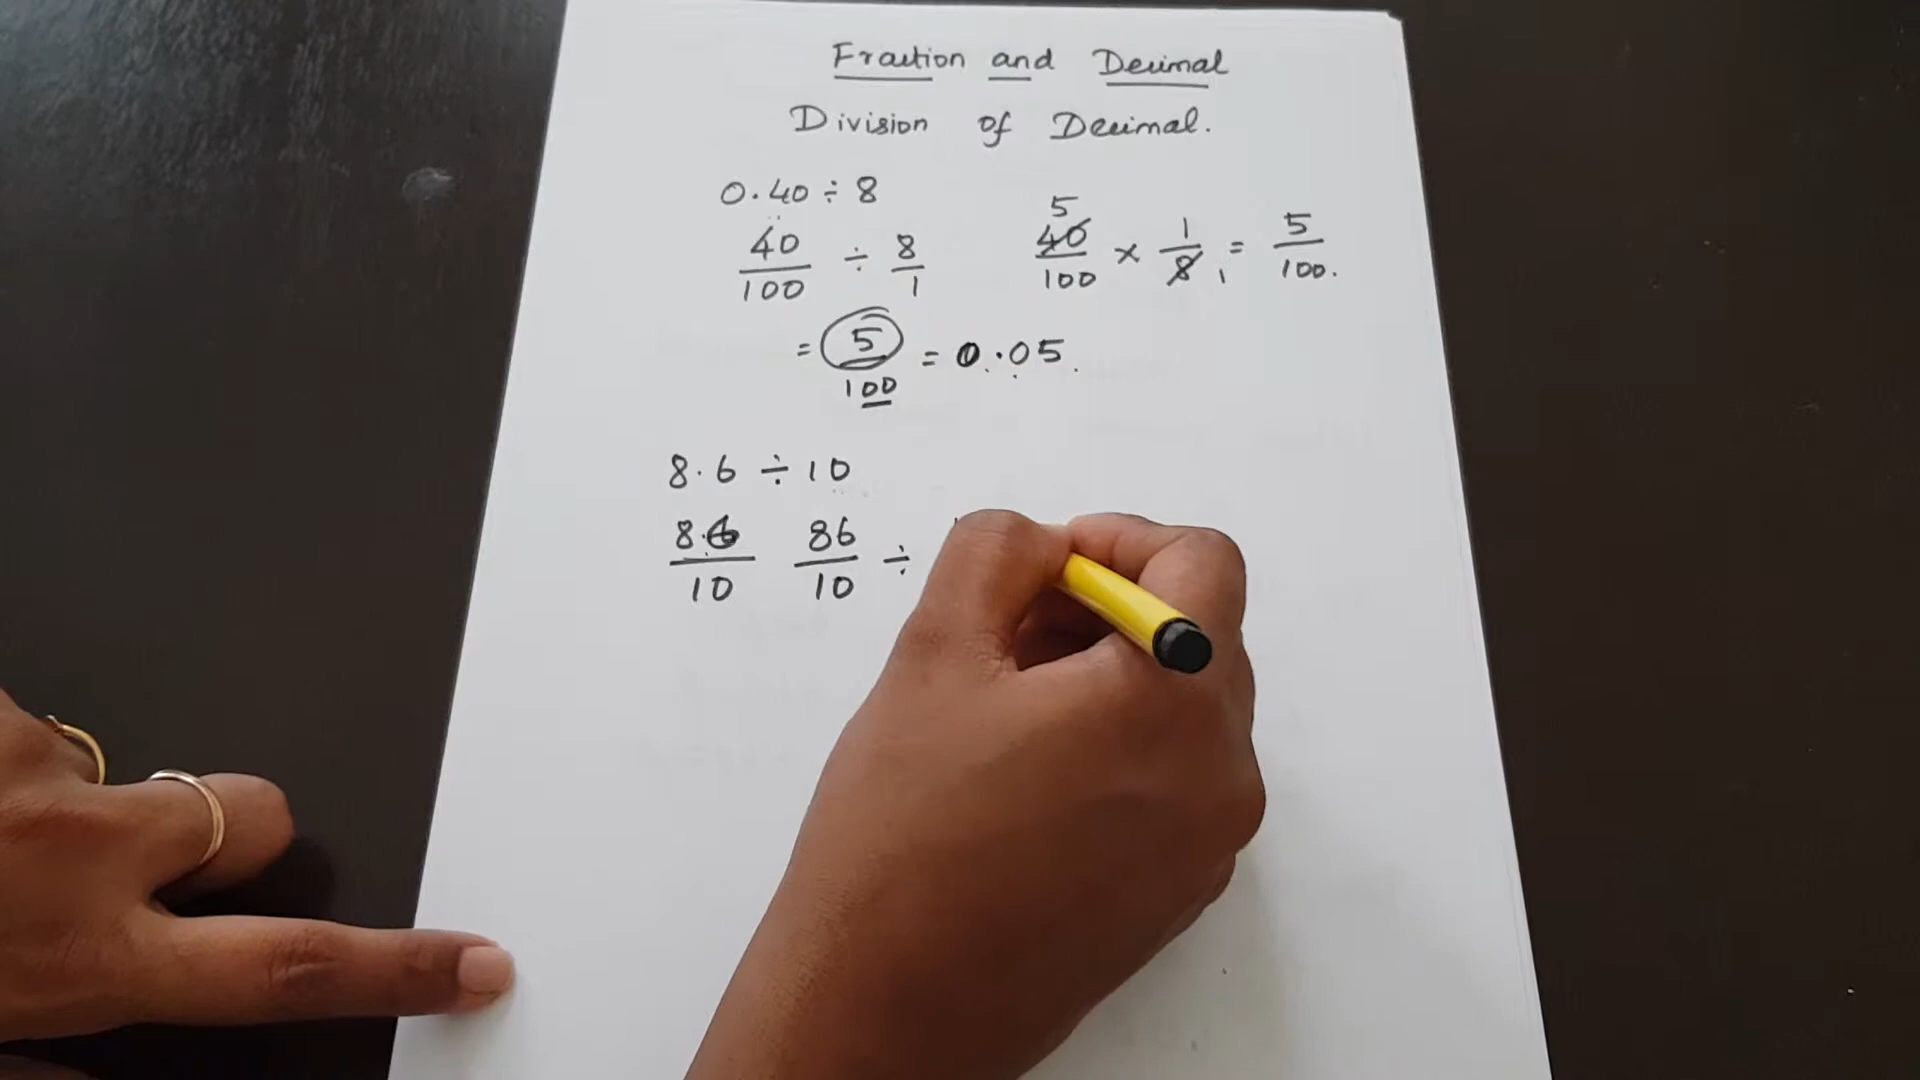 Fraction and Decimal
Division of Decimal.
0.40 ÷ 8
40/100 ÷ 8/1
40/100 5 × 1/8 1 = 5/100.
= 5/100 = 0.05.
8.6 ÷ 10
8.6/10 86/10 ÷